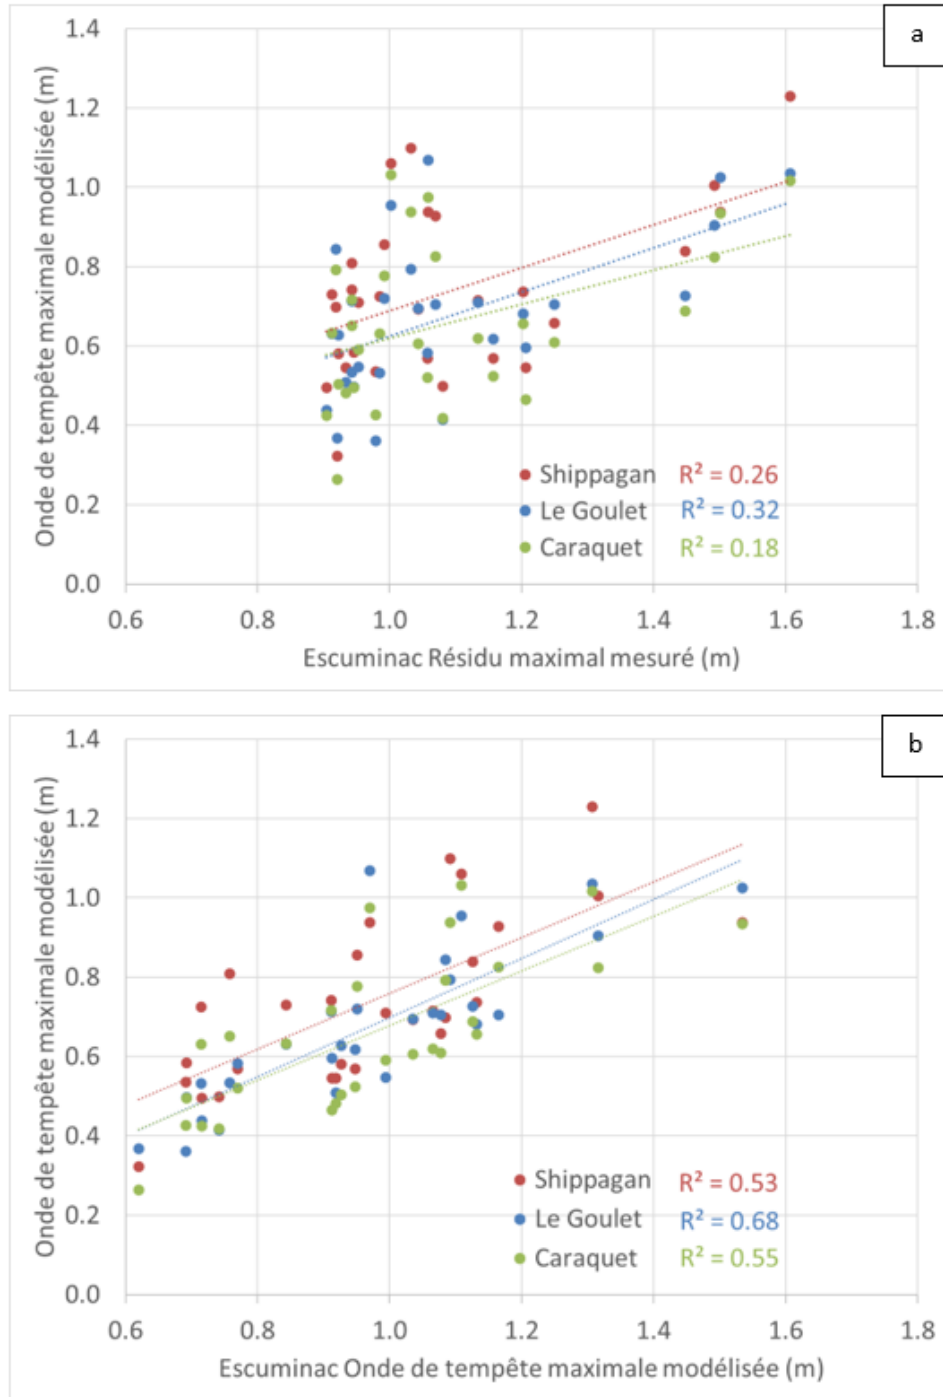 a
1.4
1.2
1.0
0.8
0.6
0.4
0.2
0.0
Onde de tempête maximale modélisée (m)
Shippagan R² = 0.26
Le Goulet R² = 0.32
Caraquet R² = 0.18
0.6 0.8 1.0 1.2 1.4 1.6 1.8
Escuminac Résidu maximal mesuré (m)
b
1.4
1.2
1.0
0.8
0.6
0.4
0.2
0.0
Onde de tempête maximale modélisée (m)
Shippagan R² = 0.53
Le Goulet R² = 0.68
Caraquet R² = 0.55
0.6 0.8 1.0 1.2 1.4 1.6 1.8
Escuminac Onde de tempête maximale modélisée (m)